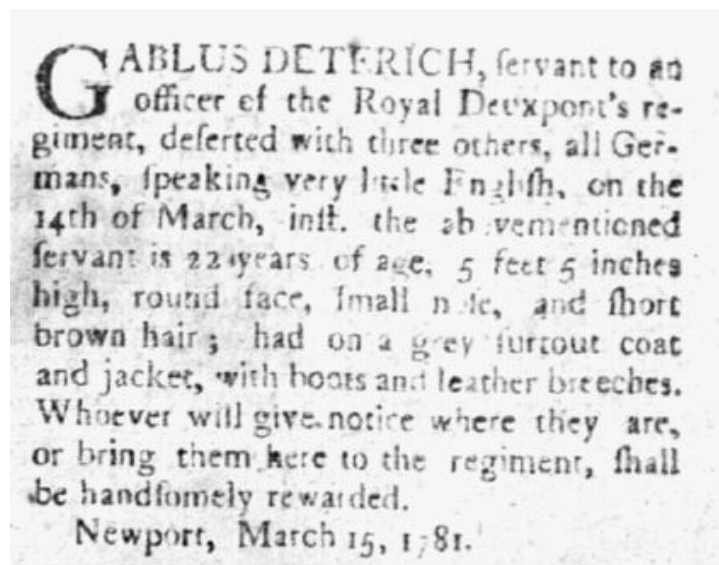 GABLUS DETERICH, ſervant to an
officer of the Royal Deuxpont's re-
giment, deſerted with three others, all Ger-
mans, ſpeaking very little Engliſh, on the
14th of March, inſt. the abovementioned
ſervant is 22 years of age, 5 feet 5 inches
high, round face, ſmall noſe, and ſhort
brown hair; had on a grey ſurtout coat
and jacket, with boots and leather breeches.
Whoever will give notice where they are,
or bring them here to the regiment, ſhall
be handſomely rewarded.
Newport, March 15, 1781.